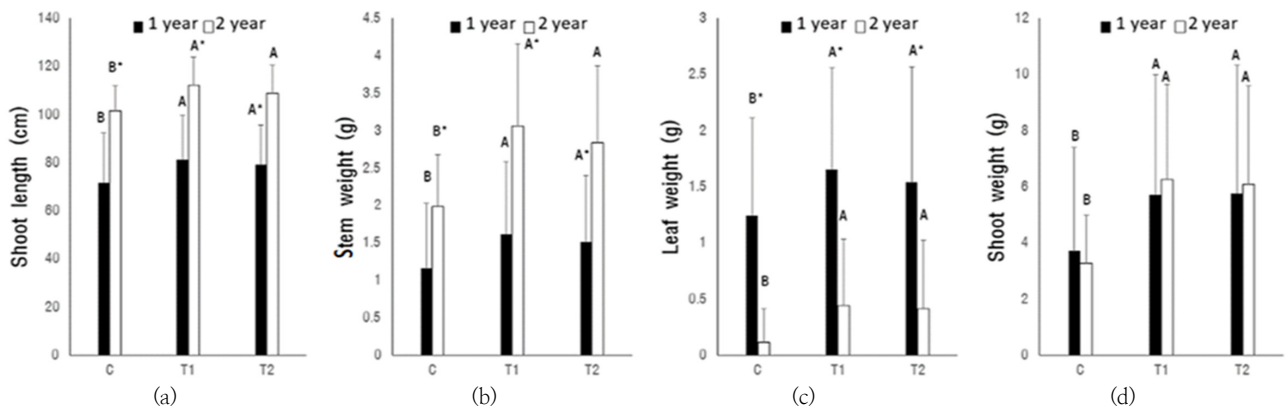 1 year 2 year
Shoot length (cm)
140
120
100
80
60
40
20
0
B B* A A* A* A
C T1 T2
(a)
1 year 2 year
Stem weight (g)
4.5
4
3.5
3
2.5
2
1.5
1
0.5
0
B B* A A* A* A
C T1 T2
(b)
1 year 2 year
Leaf weight (g)
3
2.5
2
1.5
1
0.5
0
B* B A* A A* A
C T1 T2
(c)
1 year 2 year
Shoot weight (g)
12
10
8
6
4
2
0
B B A A A A
C T1 T2
(d)